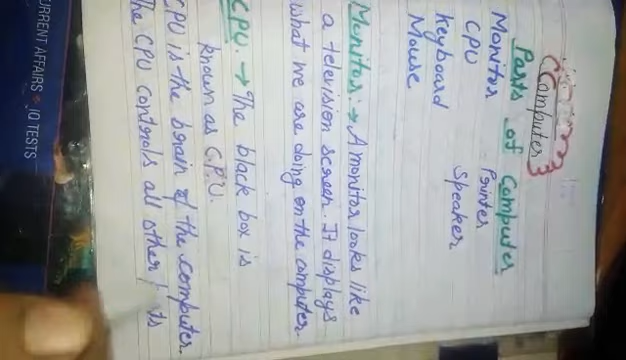 Computer
Parts of Computer
Monitor Printer
CPU Speaker
Keyboard
Mouse
Monitor → A monitor looks like
a television screen. It displays
what we are doing on the computer.
CPU. → The black box is
known as C.P.U.
CPU is the brain of the computer.
The CPU controls all other
CURRENT AFFAIRS • IQ TESTS